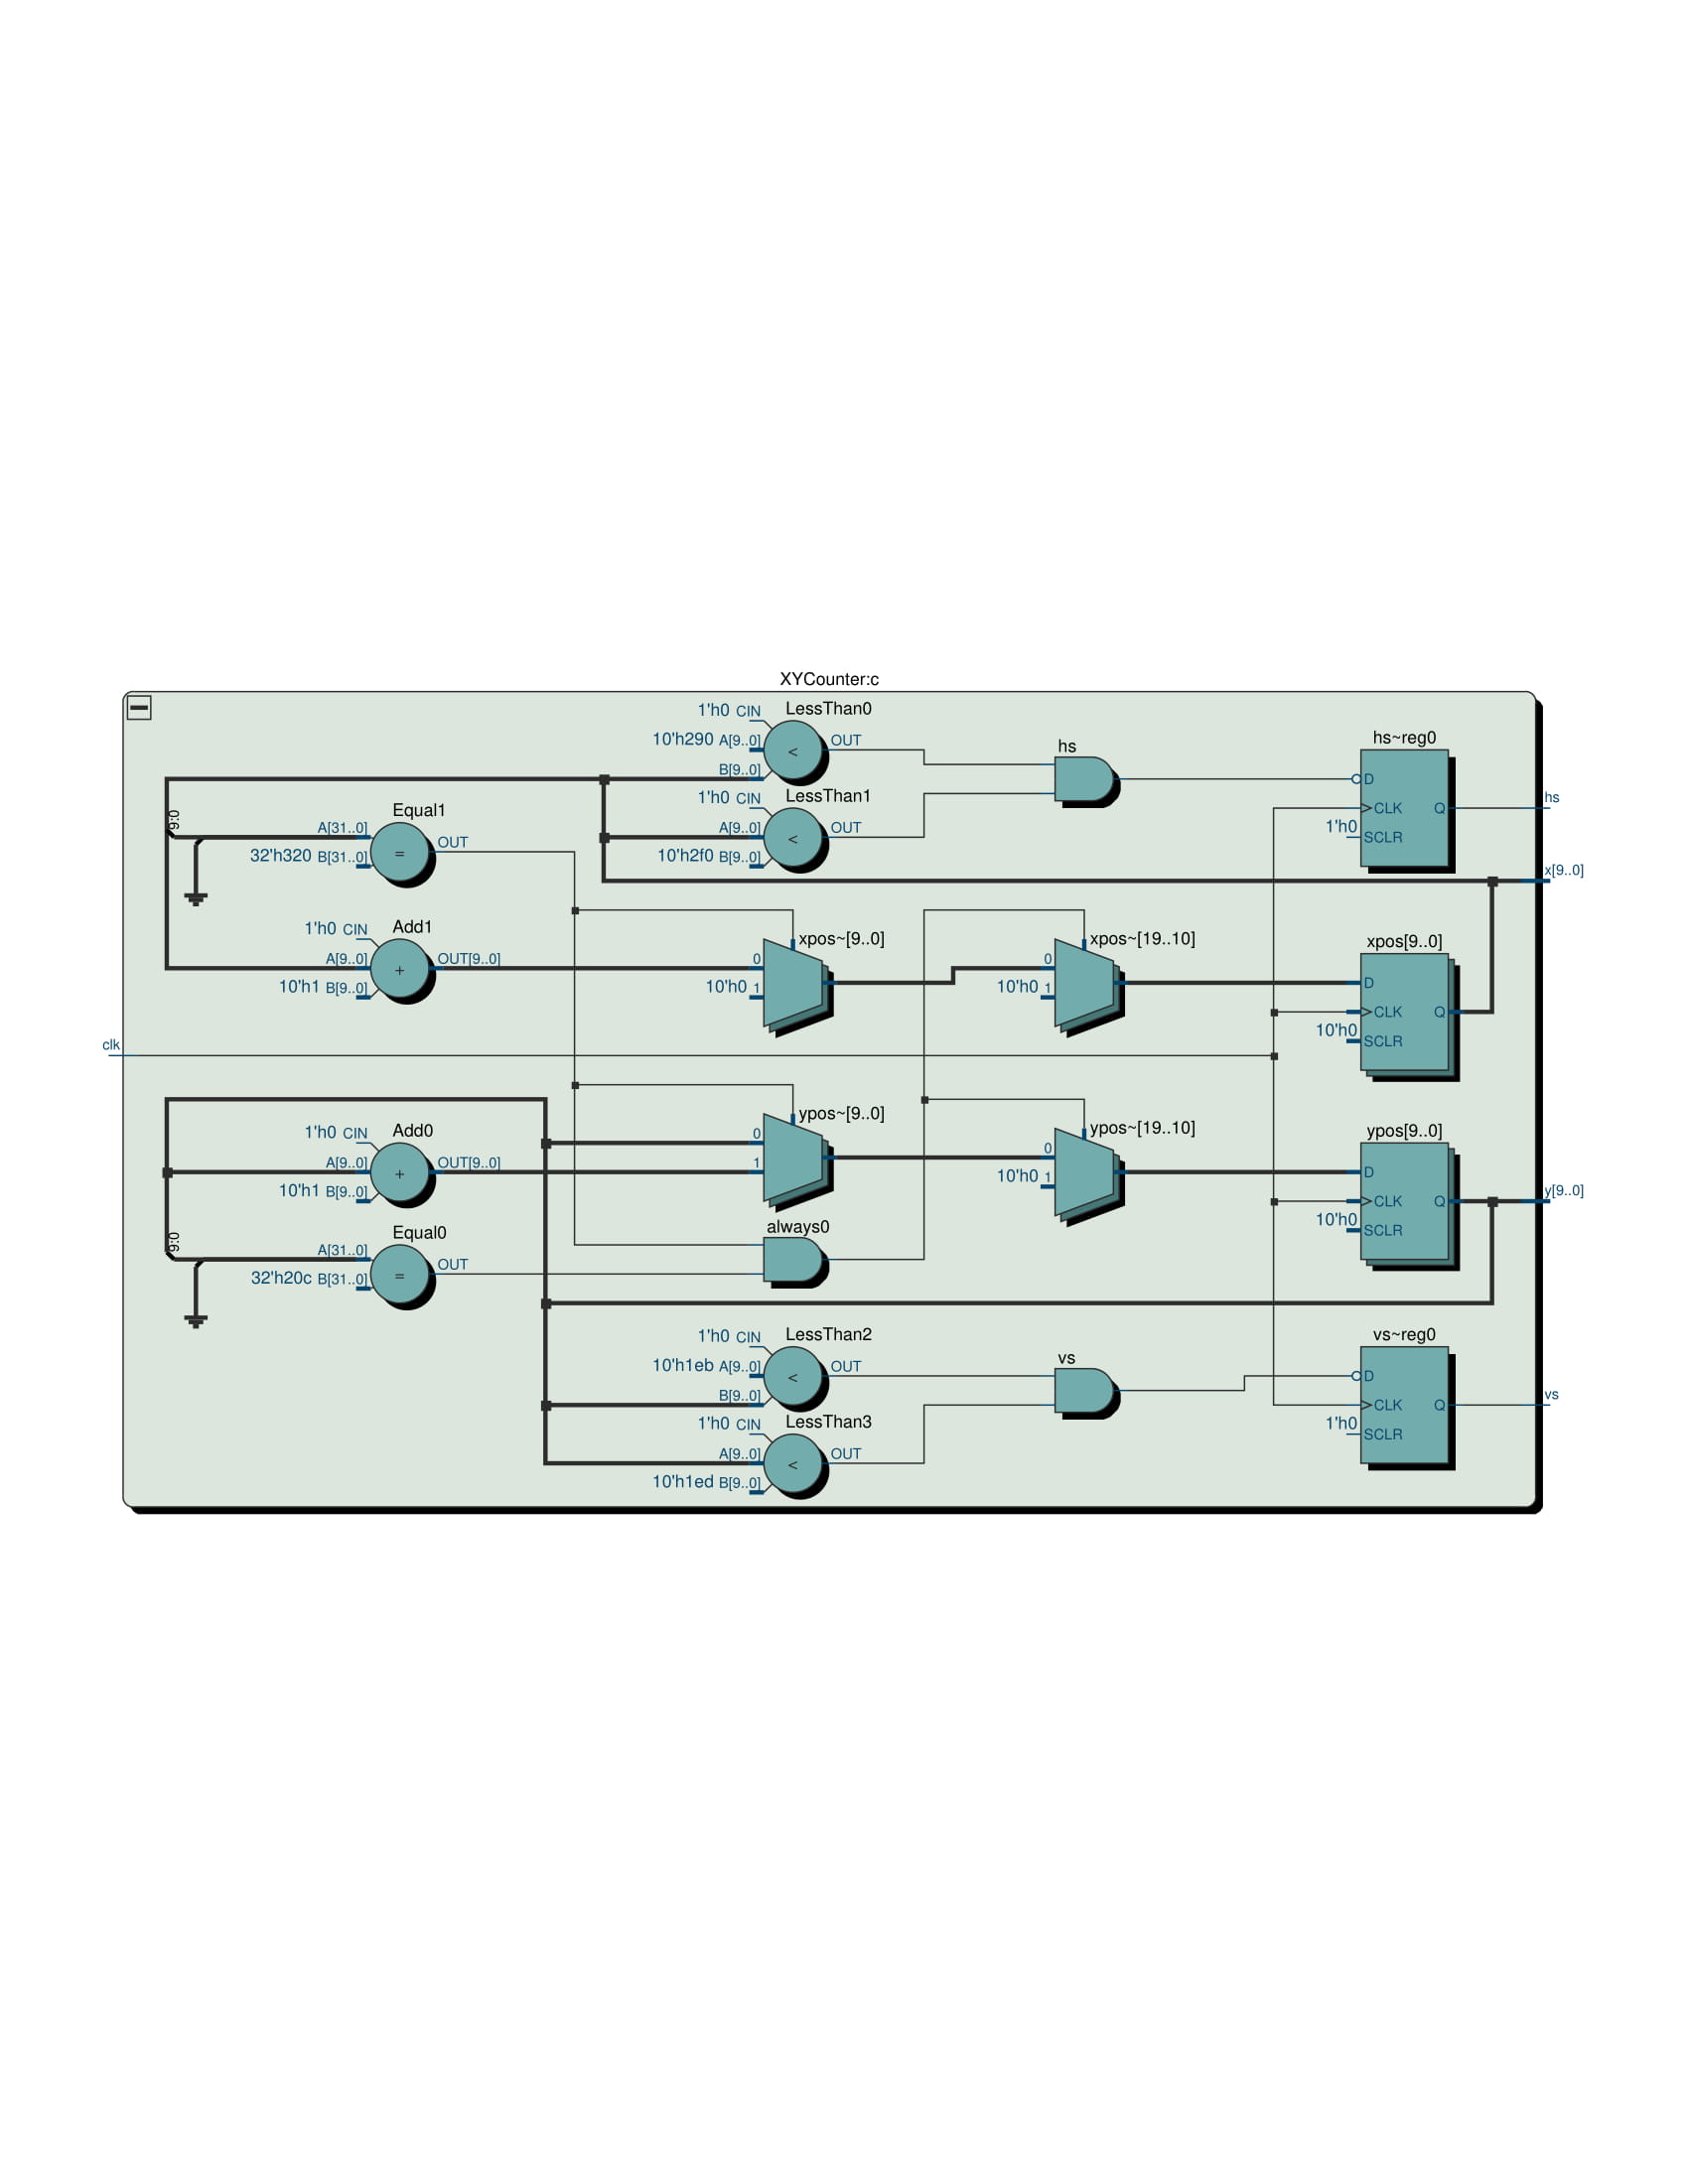 XYCounter:c
LessThan0
1'h0 CIN
10'h290 A[9..0]
B[9..0]
<
OUT
hs
hs~reg0
D
CLK
Q
1'h0
SCLR
hs
LessThan1
1'h0 CIN
A[9..0]
10'h2f0 B[9..0]
<
OUT
9:0
Equal1
A[31..0]
32'h320 B[31..0]
=
OUT
x[9..0]
Add1
1'h0 CIN
A[9..0]
10'h1 B[9..0]
+
OUT[9..0]
xpos~[9..0]
0
10'h0 1
xpos~[19..10]
0
10'h0 1
xpos[9..0]
D
CLK
Q
10'h0
SCLR
clk
Add0
1'h0 CIN
A[9..0]
10'h1 B[9..0]
+
OUT[9..0]
ypos~[9..0]
0
1
ypos~[19..10]
0
10'h0 1
ypos[9..0]
D
CLK
Q
10'h0
SCLR
y[9..0]
9:0
Equal0
A[31..0]
32'h20c B[31..0]
=
OUT
always0
LessThan2
1'h0 CIN
10'h1eb A[9..0]
B[9..0]
<
OUT
vs
vs~reg0
D
CLK
Q
1'h0
SCLR
vs
LessThan3
1'h0 CIN
A[9..0]
10'h1ed B[9..0]
<
OUT